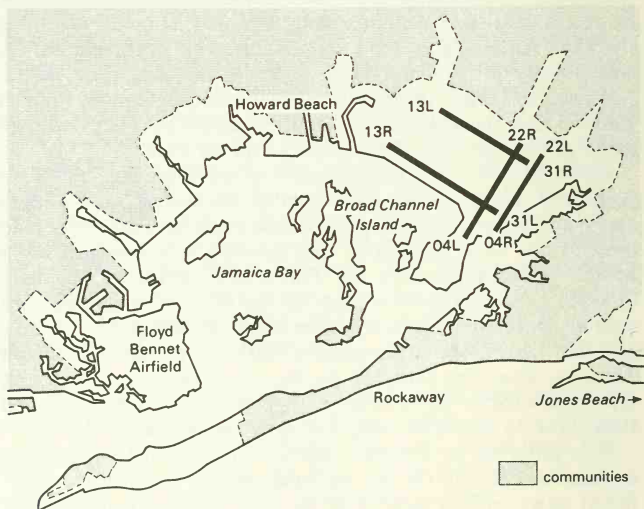 Howard Beach
13L
13R
22R
22L
31R
Broad Channel
Island
31L
04L
04R
Jamaica Bay
Floyd
Bennet
Airfield
Rockaway
Jones Beach →
communities